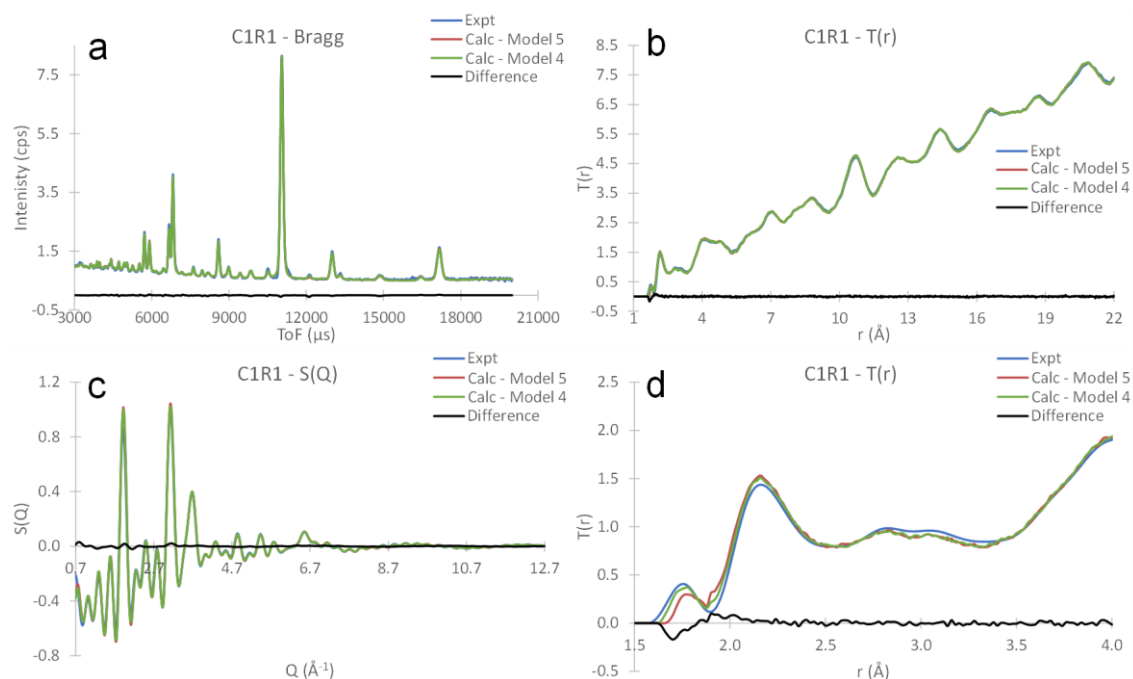 a
C1R1 - Bragg
Expt
Calc - Model 5
Calc - Model 4
Difference
Intenisty (cps)
7.5
5.5
3.5
1.5
-0.5
3000 6000 9000 12000 15000 18000 21000
ToF (µs)
b
C1R1 - T(r)
Expt
Calc - Model 5
Calc - Model 4
Difference
T(r)
8.5
7.5
6.5
5.5
4.5
3.5
2.5
1.5
0.5
-0.5
1 4 7 10 13 16 19 22
r (Å)
c
C1R1 - S(Q)
Expt
Calc - Model 5
Calc - Model 4
Difference
S(Q)
1.2
0.8
0.4
0.0
-0.4
-0.8
0.7 2.7 4.7 6.7 8.7 10.7 12.7
Q (Å-1)
d
C1R1 - T(r)
Expt
Calc - Model 5
Calc - Model 4
Difference
T(r)
2.5
2.0
1.5
1.0
0.5
0.0
-0.5
1.5 2.0 2.5 3.0 3.5 4.0
r (Å)